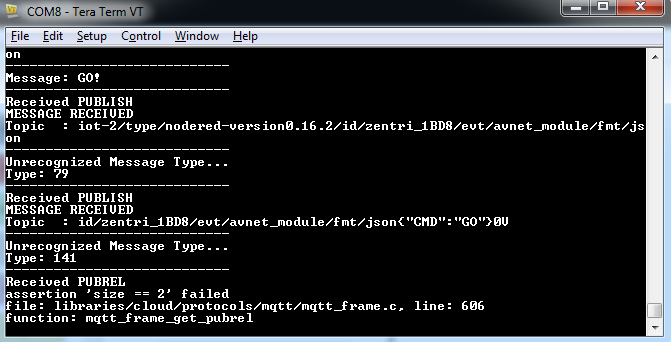 COM8 - Tera Term VT
File Edit Setup Control Window Help
on
------------------------------
Message: GO!
------------------------------
Received PUBLISH
MESSAGE RECEIVED
Topic  : iot-2/type/nodered-version0.16.2/id/zentri_1BD8/evt/avnet_module/fmt/js
on
------------------------------
Unrecognized Message Type...
Type: 79
------------------------------
Received PUBLISH
MESSAGE RECEIVED
Topic  : id/zentri_1BD8/evt/avnet_module/fmt/json{"CMD":"GO"}0V
------------------------------
Unrecognized Message Type...
Type: 141
------------------------------
Received PUBREL
assertion 'size == 2' failed
file: libraries/cloud/protocols/mqtt/mqtt_frame.c, line: 606
function: mqtt_frame_get_pubrel